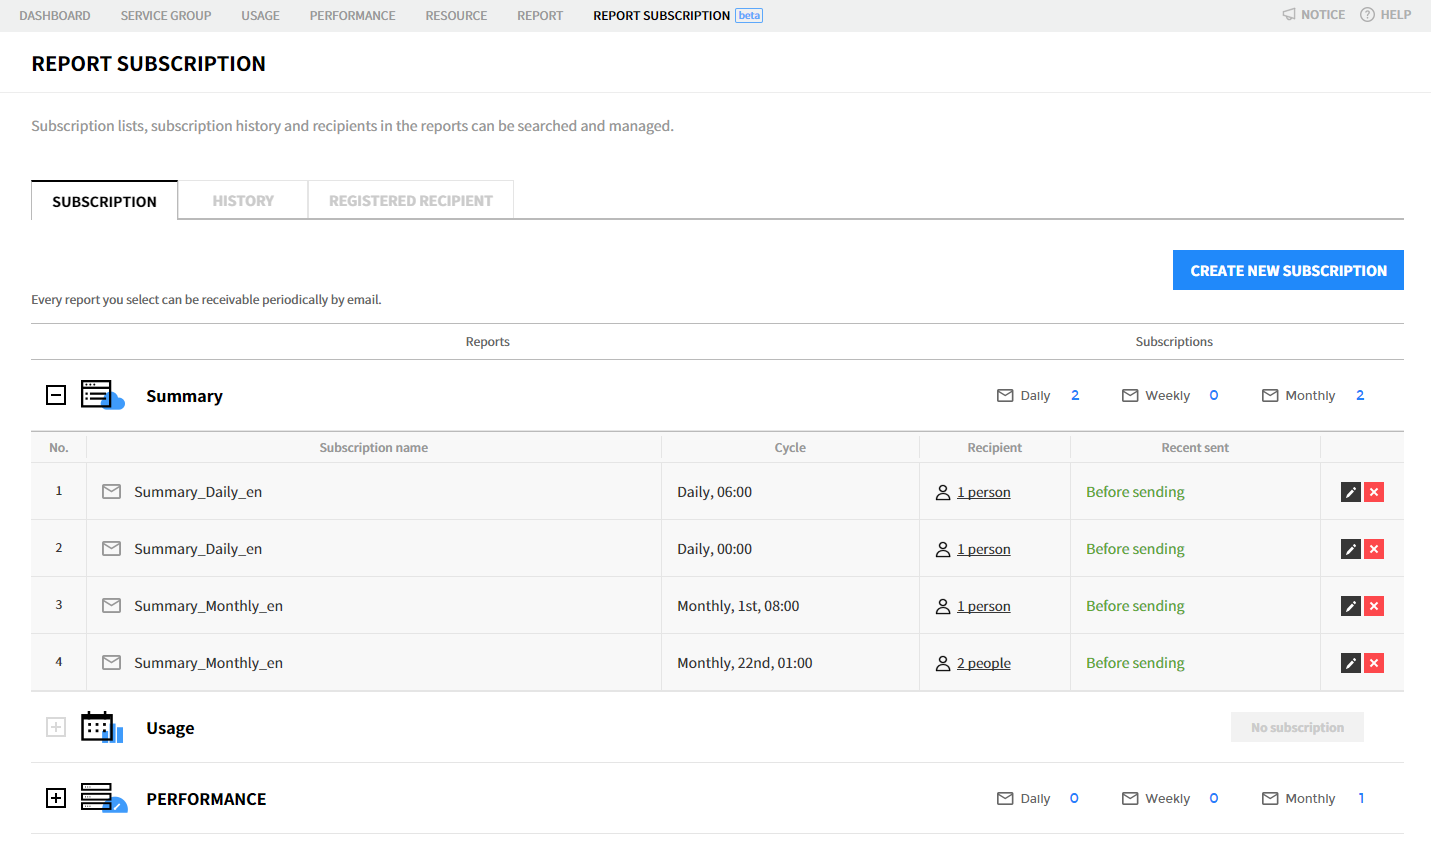 DASHBOARD SERVICE GROUP USAGE PERFORMANCE RESOURCE REPORT REPORT SUBSCRIPTION beta NOTICE HELP
REPORT SUBSCRIPTION
Subscription lists, subscription history and recipients in the reports can be searched and managed.
SUBSCRIPTION HISTORY REGISTERED RECIPIENT
CREATE NEW SUBSCRIPTION
Every report you select can be receivable periodically by email.
Reports Subscriptions
Summary Daily 2 Weekly 0 Monthly 2
No. Subscription name Cycle Recipient Recent sent
1 Summary_Daily_en Daily, 06:00 1 person Before sending
2 Summary_Daily_en Daily, 00:00 1 person Before sending
3 Summary_Monthly_en Monthly, 1st, 08:00 1 person Before sending
4 Summary_Monthly_en Monthly, 22nd, 01:00 2 people Before sending
Usage No subscription
PERFORMANCE Daily 0 Weekly 0 Monthly 1